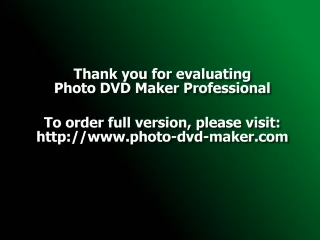 Thank you for evaluating
Photo DVD Maker Professional
To order full version, please visit:
http://www.photo-dvd-maker.com